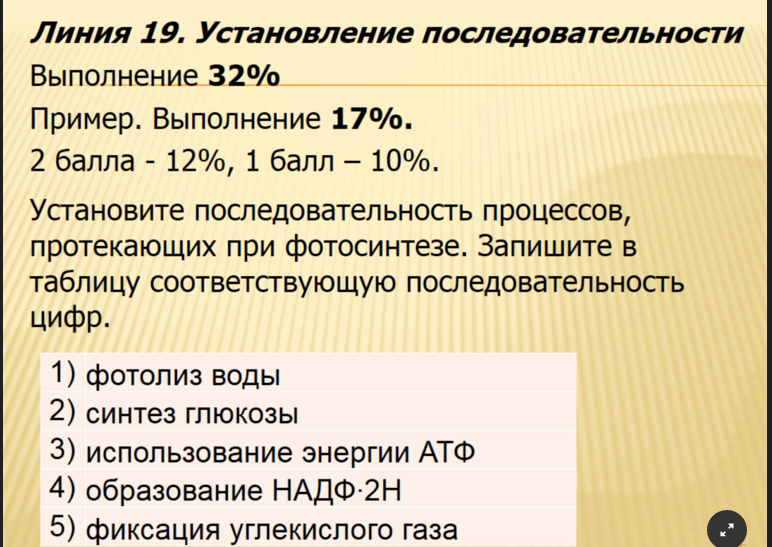 Линия 19. Установление последовательности
Выполнение 32%
Пример. Выполнение 17%.
2 балла - 12%, 1 балл – 10%.
Установите последовательность процессов,
протекающих при фотосинтезе. Запишите в
таблицу соответствующую последовательность
цифр.
1) фотолиз воды
2) синтез глюкозы
3) использование энергии АТФ
4) образование НАДФ·2Н
5) фиксация углекислого газа